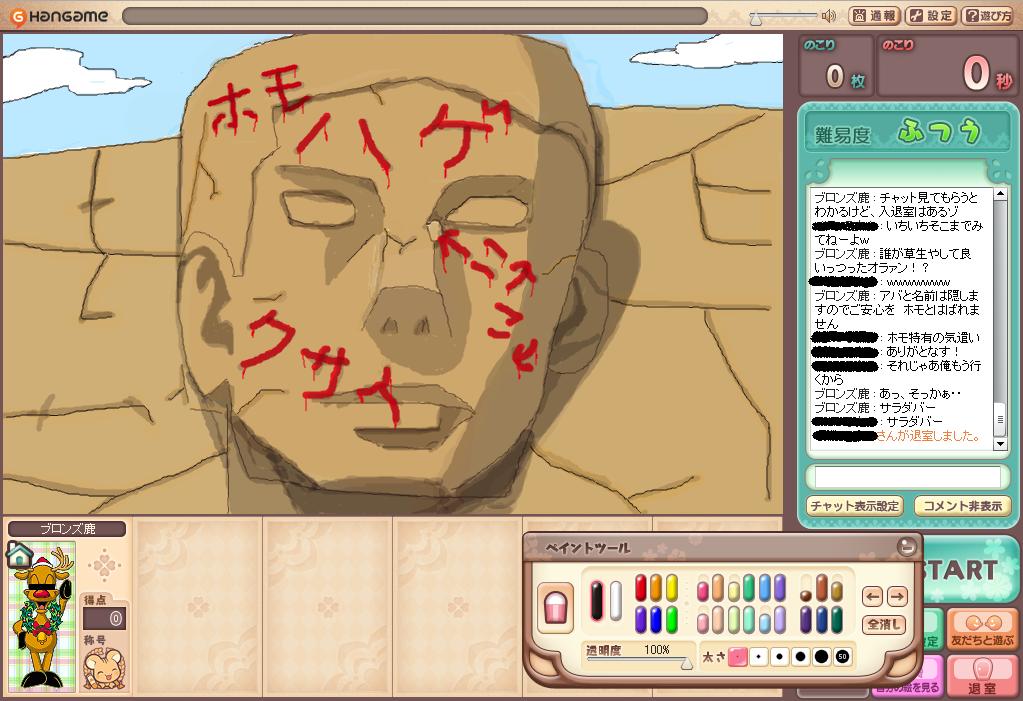 HANGAME
通報
設定
遊び方
のこり
0枚
のこり
0秒
難易度 ふつう
ホモ
ハゲ
クサイ
ブロンズ鹿：チャット見てもらうと
わかるけど、入退室はあるゾ
：いちいちそこまでみ
てねーよw
ブロンズ鹿：誰が草生やして良
いっつったオラァン！？
：wwwwwwwww
ブロンズ鹿：アバと名前は隠しま
すのでご安心を ホモとはばれま
せん
：ホモ特有の気遣い
：ありがとなす！
：それじゃあ俺もう行
くから
ブロンズ鹿：あっ、そっかぁ・・
ブロンズ鹿：サラダバー
：サラダバー
さんが退室しました。
チャット表示設定
コメント非表示
ブロンズ鹿
得点
0
称号
ペイントツール
透明度 100%
太さ
50
全消し
START
定
友だちと遊ぶ
自分の絵を見る
退室